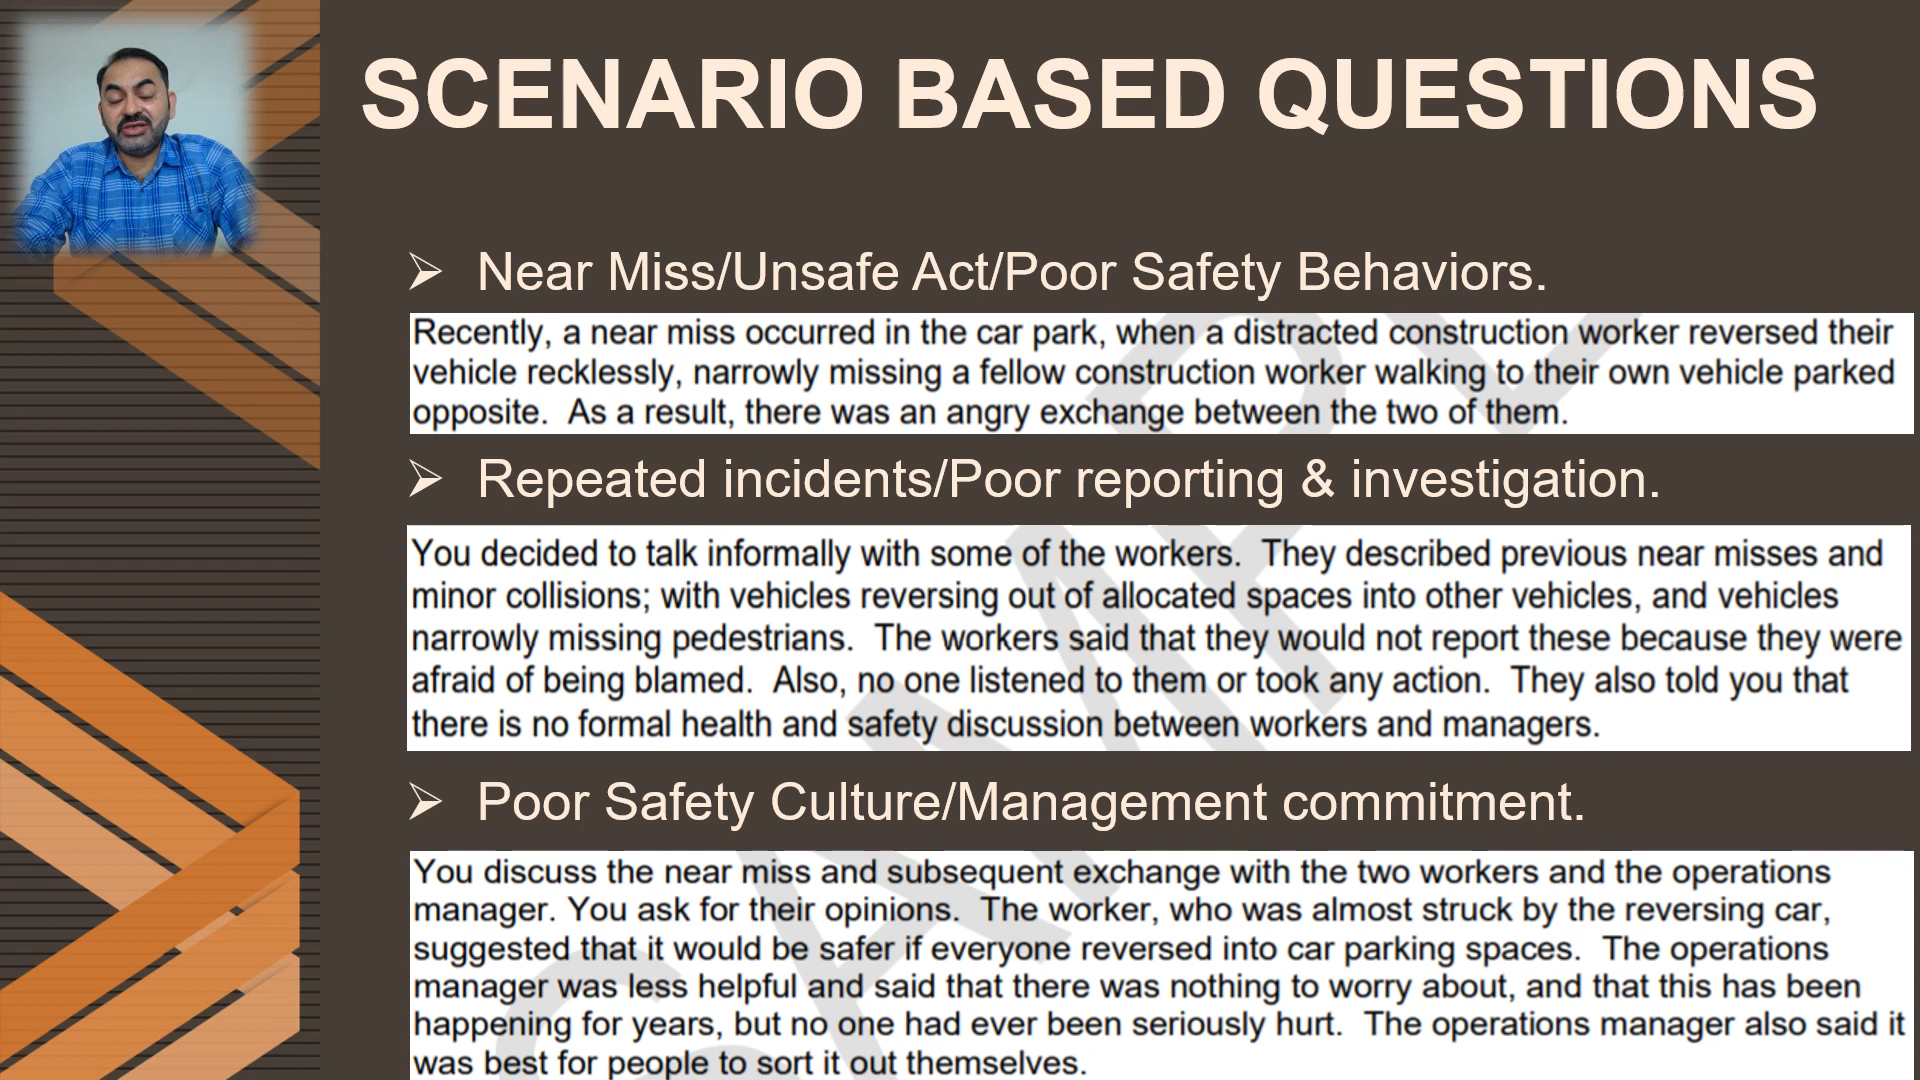 SCENARIO BASED QUESTIONS
Near Miss/Unsafe Act/Poor Safety Behaviors.
Recently, a near miss occurred in the car park, when a distracted construction worker reversed their
vehicle recklessly, narrowly missing a fellow construction worker walking to their own vehicle parked
opposite. As a result, there was an angry exchange between the two of them.
Repeated incidents/Poor reporting & investigation.
You decided to talk informally with some of the workers. They described previous near misses and
minor collisions; with vehicles reversing out of allocated spaces into other vehicles, and vehicles
narrowly missing pedestrians. The workers said that they would not report these because they were
afraid of being blamed. Also, no one listened to them or took any action. They also told you that
there is no formal health and safety discussion between workers and managers.
Poor Safety Culture/Management commitment.
You discuss the near miss and subsequent exchange with the two workers and the operations
manager. You ask for their opinions. The worker, who was almost struck by the reversing car,
suggested that it would be safer if everyone reversed into car parking spaces. The operations
manager was less helpful and said that there was nothing to worry about, and that this has been
happening for years, but no one had ever been seriously hurt. The operations manager also said it
was best for people to sort it out themselves.